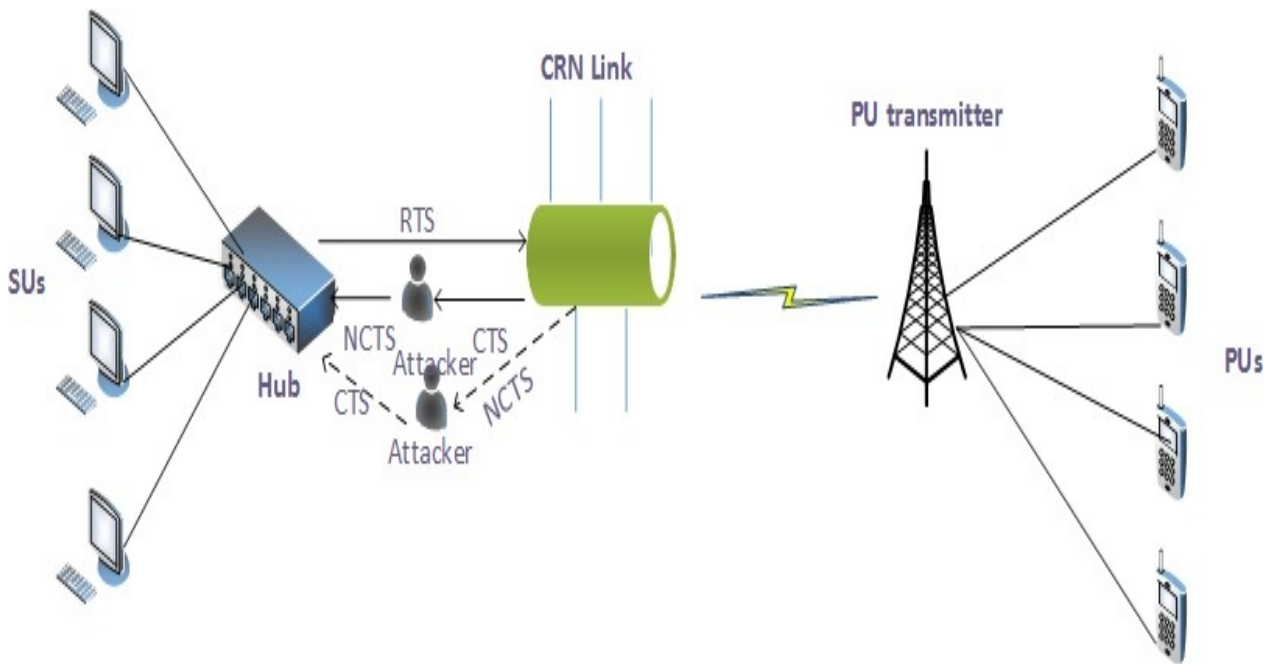 CRN Link
PU transmitter
RTS
SUs
NCTS
CTS
Attacker
Hub
CTS
NCTS
Attacker
PUs